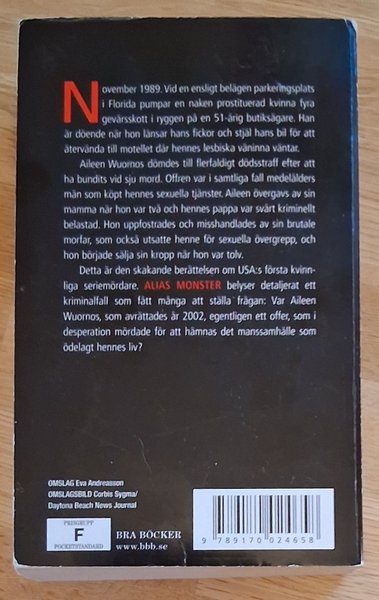 November 1989. Vid en ensligt belägen parkeringsplats
i Florida pumpar en naken prostituerad kvinna fyra
gevärsskott i ryggen på en 51-årig butiksägare. Han
är döende när hon länsar hans fickor och stjäl hans bil för att
återvända till motellet där hennes lesbiska väninna väntar.
Aileen Wuornos dömdes till flerfaldigt dödsstraff efter att
ha bundits vid sju mord. Offren var i samtliga fall medelålders
män som köpt hennes sexuella tjänster. Aileen övergavs av sin
mamma när hon var två och hennes pappa var svårt kriminellt
belastad. Hon uppfostrades och misshandlades av sin brutale
morfar, som också utsatte henne för sexuella övergrepp, och
hon började sälja sin kropp när hon var tolv.
Detta är den skakande berättelsen om USA:s första kvinn-
liga seriemördare. ALIAS MONSTER belyser detaljerat ett
kriminalfall som fått många att ställa frågan: Var Aileen
Wuornos, som avrättades år 2002, egentligen ett offer, som i
desperation mördade för att hämnas det manssamhälle som
ödelagt hennes liv?
OMSLAG Eva Andreasson
OMSLAGSBILD Corbis Sygma/
Daytona Beach News Journal
PRISGRUPP
F
POCKETSTANDARD
BRA BÖCKER
www.bbb.se
9 789170 024658